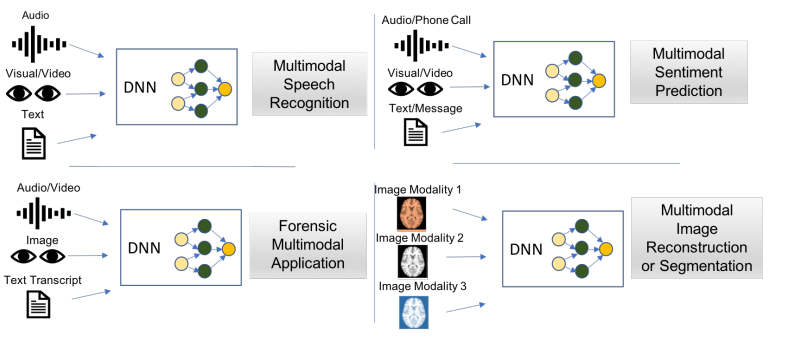 Audio
Visual/Video
Text
DNN
Multimodal
Speech
Recognition
Audio/Phone Call
Visual/Video
Text/Message
DNN
Multimodal
Sentiment
Prediction
Audio/Video
Image
Text Transcript
DNN
Forensic
Multimodal
Application
Image Modality 1
Image Modality 2
Image Modality 3
DNN
Multimodal
Image
Reconstruction
or Segmentation